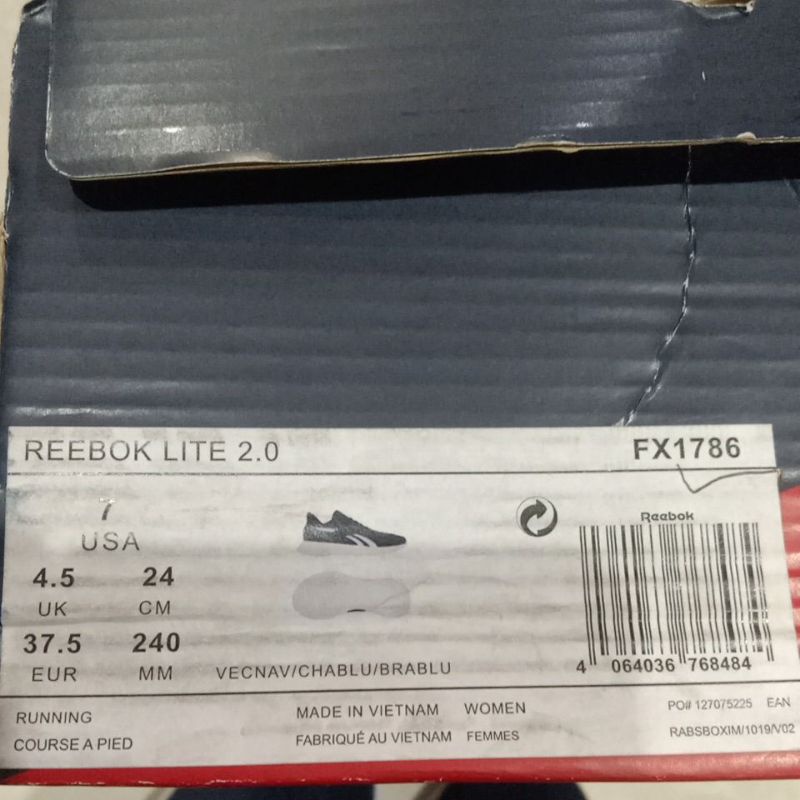 REEBOK LITE 2.0 FX1786
7
USA
4.5 24
UK CM
37.5 240
EUR MM
VECNAV/CHABLU/BRABLU
Reebok
4 064036 768484
RUNNING MADE IN VIETNAM WOMEN PO# 127075225 EAN
COURSE A PIED FABRIQUÉ AU VIETNAM FEMMES RABSBOXIM/1019/V02